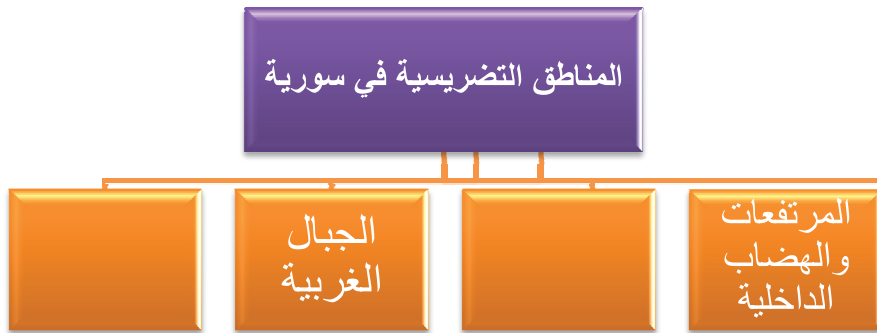 المناطق التضريسية في سورية
المرتفعات
والهضاب
الداخلية
الجبال
الغربية